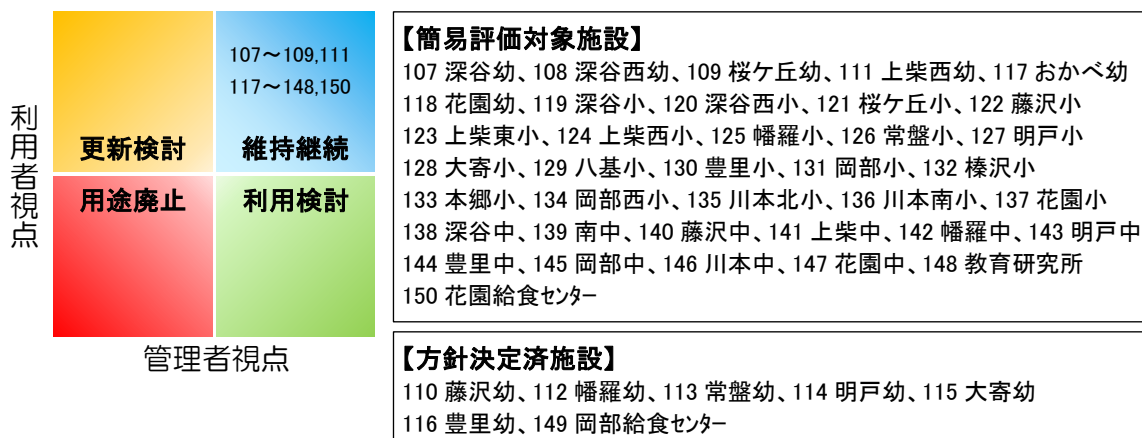 利用者視点
107～109,111
117～148,150
更新検討
維持継続
用途廃止
利用検討
管理者視点
【簡易評価対象施設】
107 深谷幼、108 深谷西幼、109 桜ケ丘幼、111 上柴西幼、117 おかべ幼
118 花園幼、119 深谷小、120 深谷西小、121 桜ケ丘小、122 藤沢小
123 上柴東小、124 上柴西小、125 幡羅小、126 常盤小、127 明戸小
128 大寄小、129 八基小、130 豊里小、131 岡部小、132 榛沢小
133 本郷小、134 岡部西小、135 川本北小、136 川本南小、137 花園小
138 深谷中、139 南中、140 藤沢中、141 上柴中、142 幡羅中、143 明戸中
144 豊里中、145 岡部中、146 川本中、147 花園中、148 教育研究所
150 花園給食ｾﾝﾀｰ
【方針決定済施設】
110 藤沢幼、112 幡羅幼、113 常盤幼、114 明戸幼、115 大寄幼
116 豊里幼、149 岡部給食ｾﾝﾀｰ